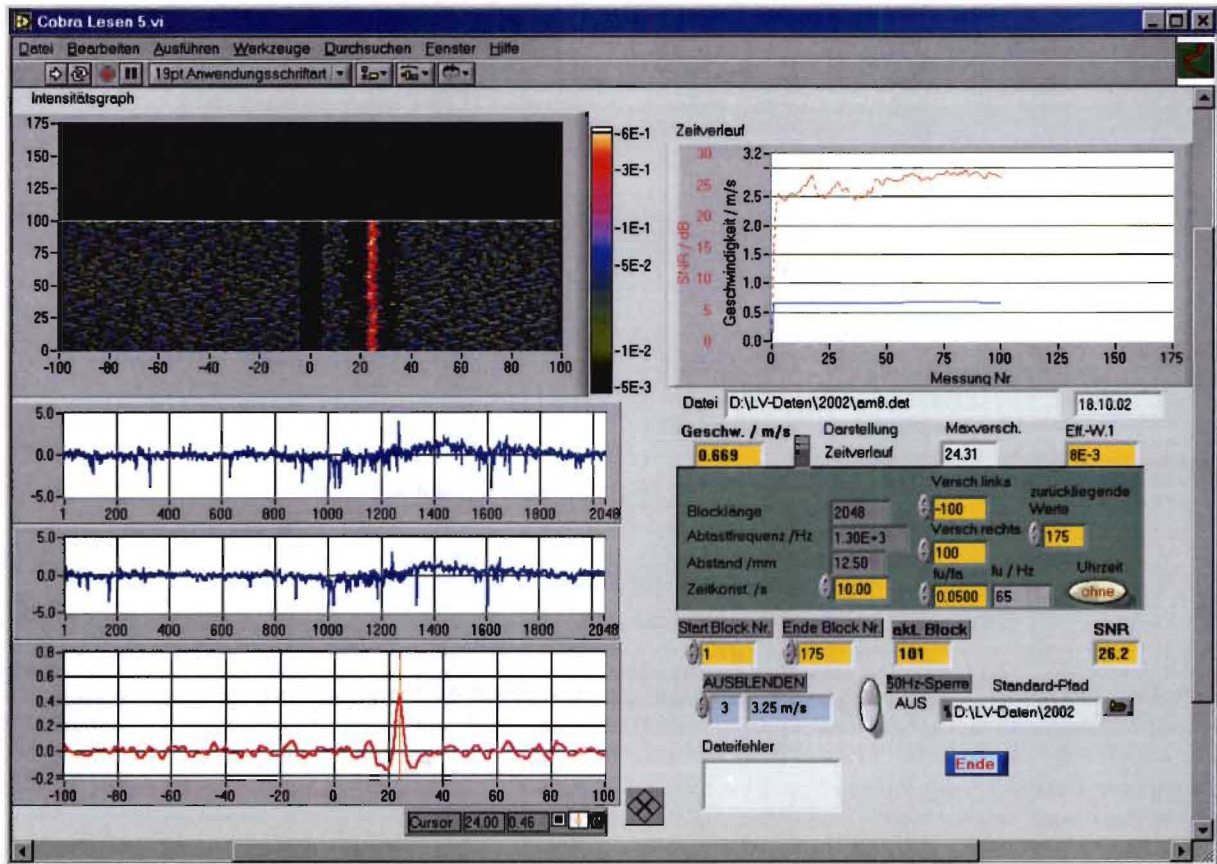 Cobra Lesen 5.vi
Datei Bearbeiten Ausführen Werkzeuge Durchsuchen Fenster Hilfe
19pt Anwendungsschriftart
Intensitätsgraph
175
150
125
100
75
50
25
0
-100 -80 -60 -40 -20 0 20 40 60 80 100
-6E-1
-3E-1
-1E-1
-5E-2
-1E-2
-5E-3
Zeitverlauf
SNR / dB
30
25
20
15
10
5
0
Geschwindigkeit / m/s
3.2
2.5
2.0
1.5
1.0
0.5
0.0
0 25 50 75 100 125 150 175
Messung Nr
5.0
0.0
-5.0
1 200 400 600 800 1000 1200 1400 1600 1800 2048
5.0
0.0
-5.0
1 200 400 600 800 1000 1200 1400 1600 1800 2048
0.8
0.6
0.4
0.2
0.0
-0.2
-100 -80 -60 -40 -20 0 20 40 60 80 100
Cursor 24.00 0.46
Datei D:\LV-Daten\2002\am8.dat 18.10.02
Geschw. / m/s Darstellung Maxversch. Eff.-W.1
0.669 Zeitverlauf 24.31 8E-3
Versch links
-100
zurückliegende Werte
175
Blocklänge 2048
Versch rechts
100
Abtastfrequenz /Hz 1.30E+3
Abstand /mm 12.50
Zeitkonst. /s 10.00
fu/fa fu / Hz
0.0500 65
Uhrzeit
ohne
Start Block Nr. Ende Block Nr. akt. Block SNR
1 175 101 26.2
AUSBLENDEN
3 3.25 m/s
50Hz-Sperre
AUS
Standard-Pfad
D:\LV-Daten\2002
Dateifehler
Ende